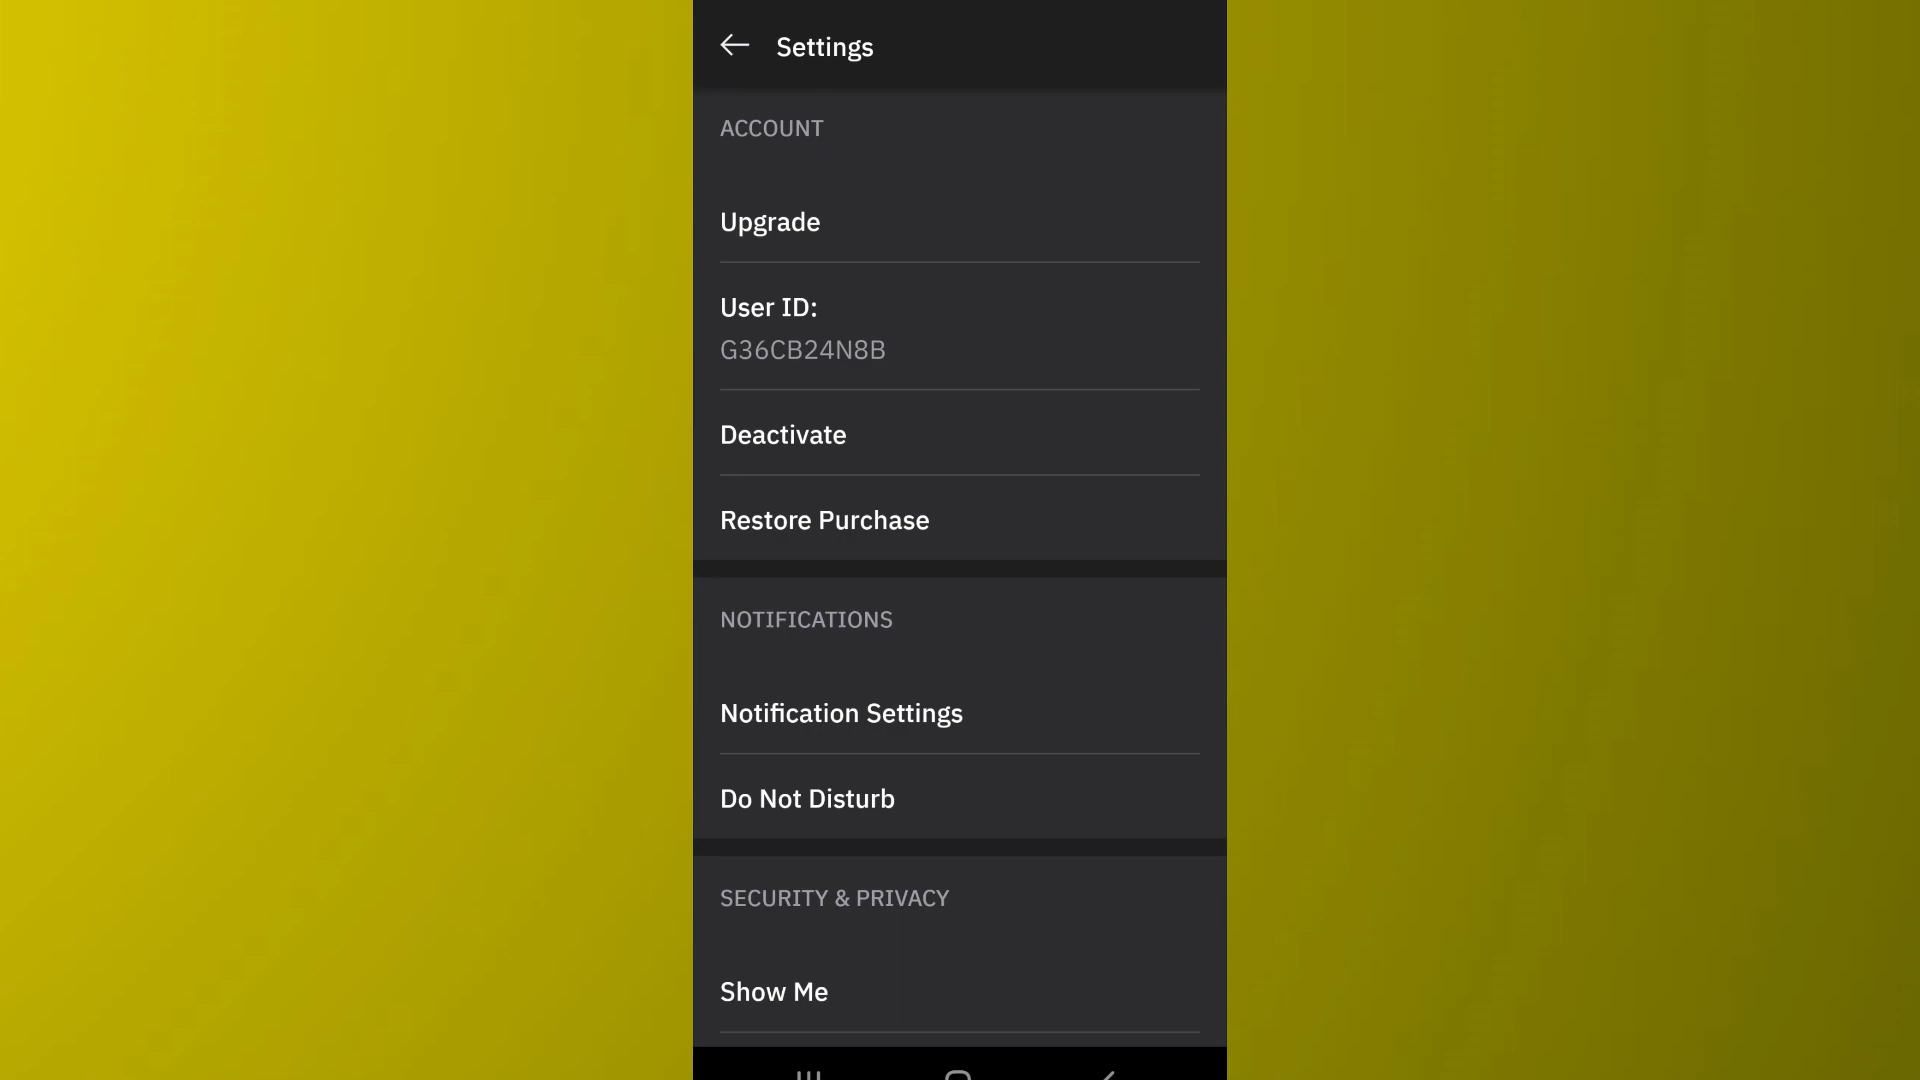 Settings
ACCOUNT
Upgrade
User ID:
G36CB24N8B
Deactivate
Restore Purchase
NOTIFICATIONS
Notification Settings
Do Not Disturb
SECURITY & PRIVACY
Show Me